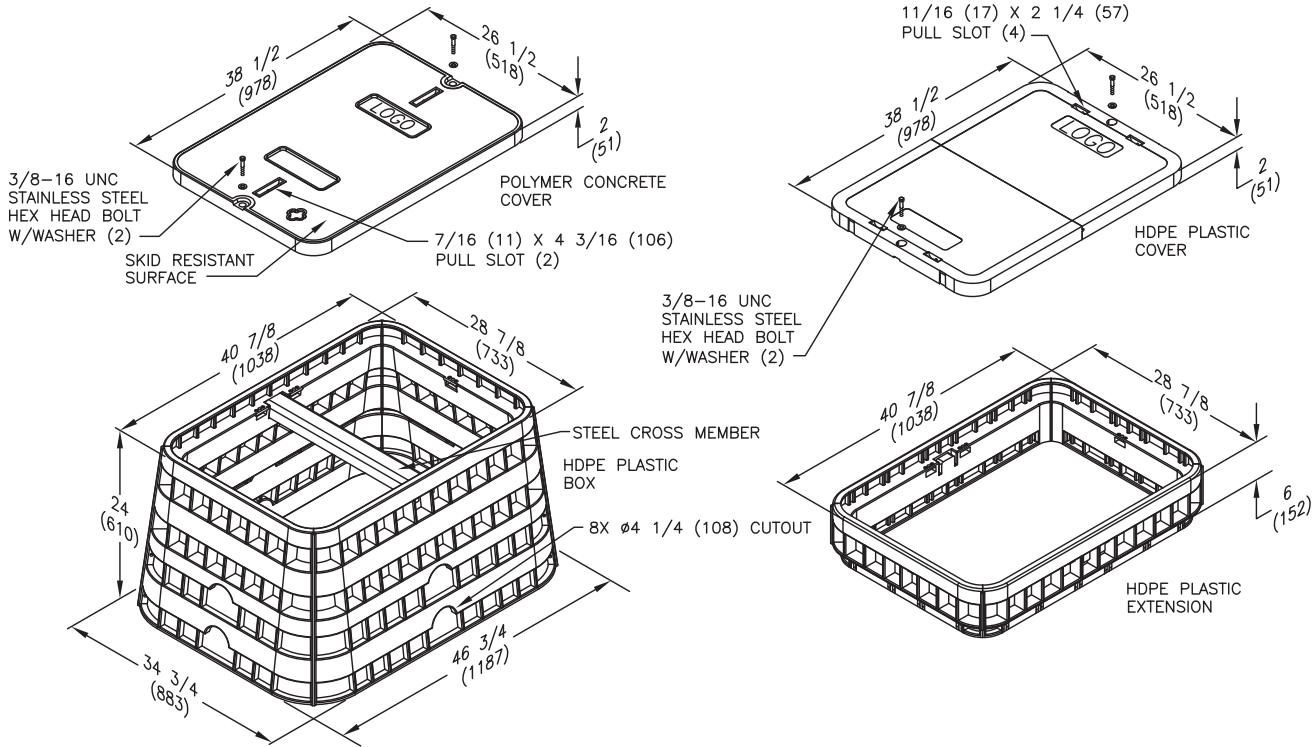 38 1/2
(978)
26 1/2
(518)
2
(51)
LOGO
3/8-16 UNC
STAINLESS STEEL
HEX HEAD BOLT
W/WASHER (2)
SKID RESISTANT
SURFACE
POLYMER CONCRETE
COVER
7/16 (11) X 4 3/16 (106)
PULL SLOT (2)
11/16 (17) X 2 1/4 (57)
PULL SLOT (4)
38 1/2
(978)
26 1/2
(518)
2
(51)
LOGO
HDPE PLASTIC
COVER
3/8-16 UNC
STAINLESS STEEL
HEX HEAD BOLT
W/WASHER (2)
40 7/8
(1038)
28 7/8
(733)
STEEL CROSS MEMBER
HDPE PLASTIC
BOX
24
(610)
8X ø4 1/4 (108) CUTOUT
34 3/4
(883)
46 3/4
(1187)
40 7/8
(1038)
28 7/8
(733)
6
(152)
HDPE PLASTIC
EXTENSION